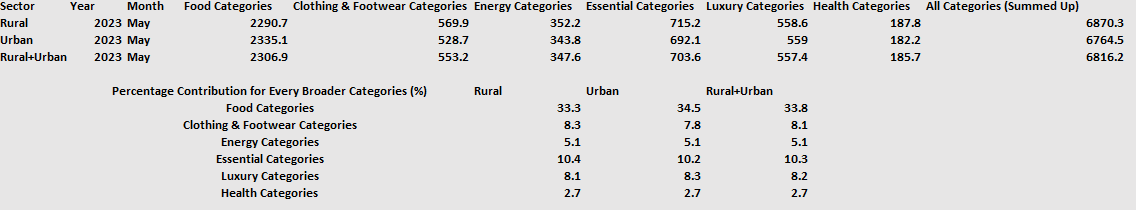 Sector Year Month Food Categories Clothing & Footwear Categories Energy Categories Essential Categories Luxury Categories Health Categories All Categories (Summed Up)
Rural 2023 May 2290.7 569.9 352.2 715.2 558.6 187.8 6870.3
Urban 2023 May 2335.1 528.7 343.8 692.1 559 182.2 6764.5
Rural+Urban 2023 May 2306.9 553.2 347.6 703.6 557.4 185.7 6816.2
Percentage Contribution for Every Broader Categories (%) Rural Urban Rural+Urban
Food Categories 33.3 34.5 33.8
Clothing & Footwear Categories 8.3 7.8 8.1
Energy Categories 5.1 5.1 5.1
Essential Categories 10.4 10.2 10.3
Luxury Categories 8.1 8.3 8.2
Health Categories 2.7 2.7 2.7